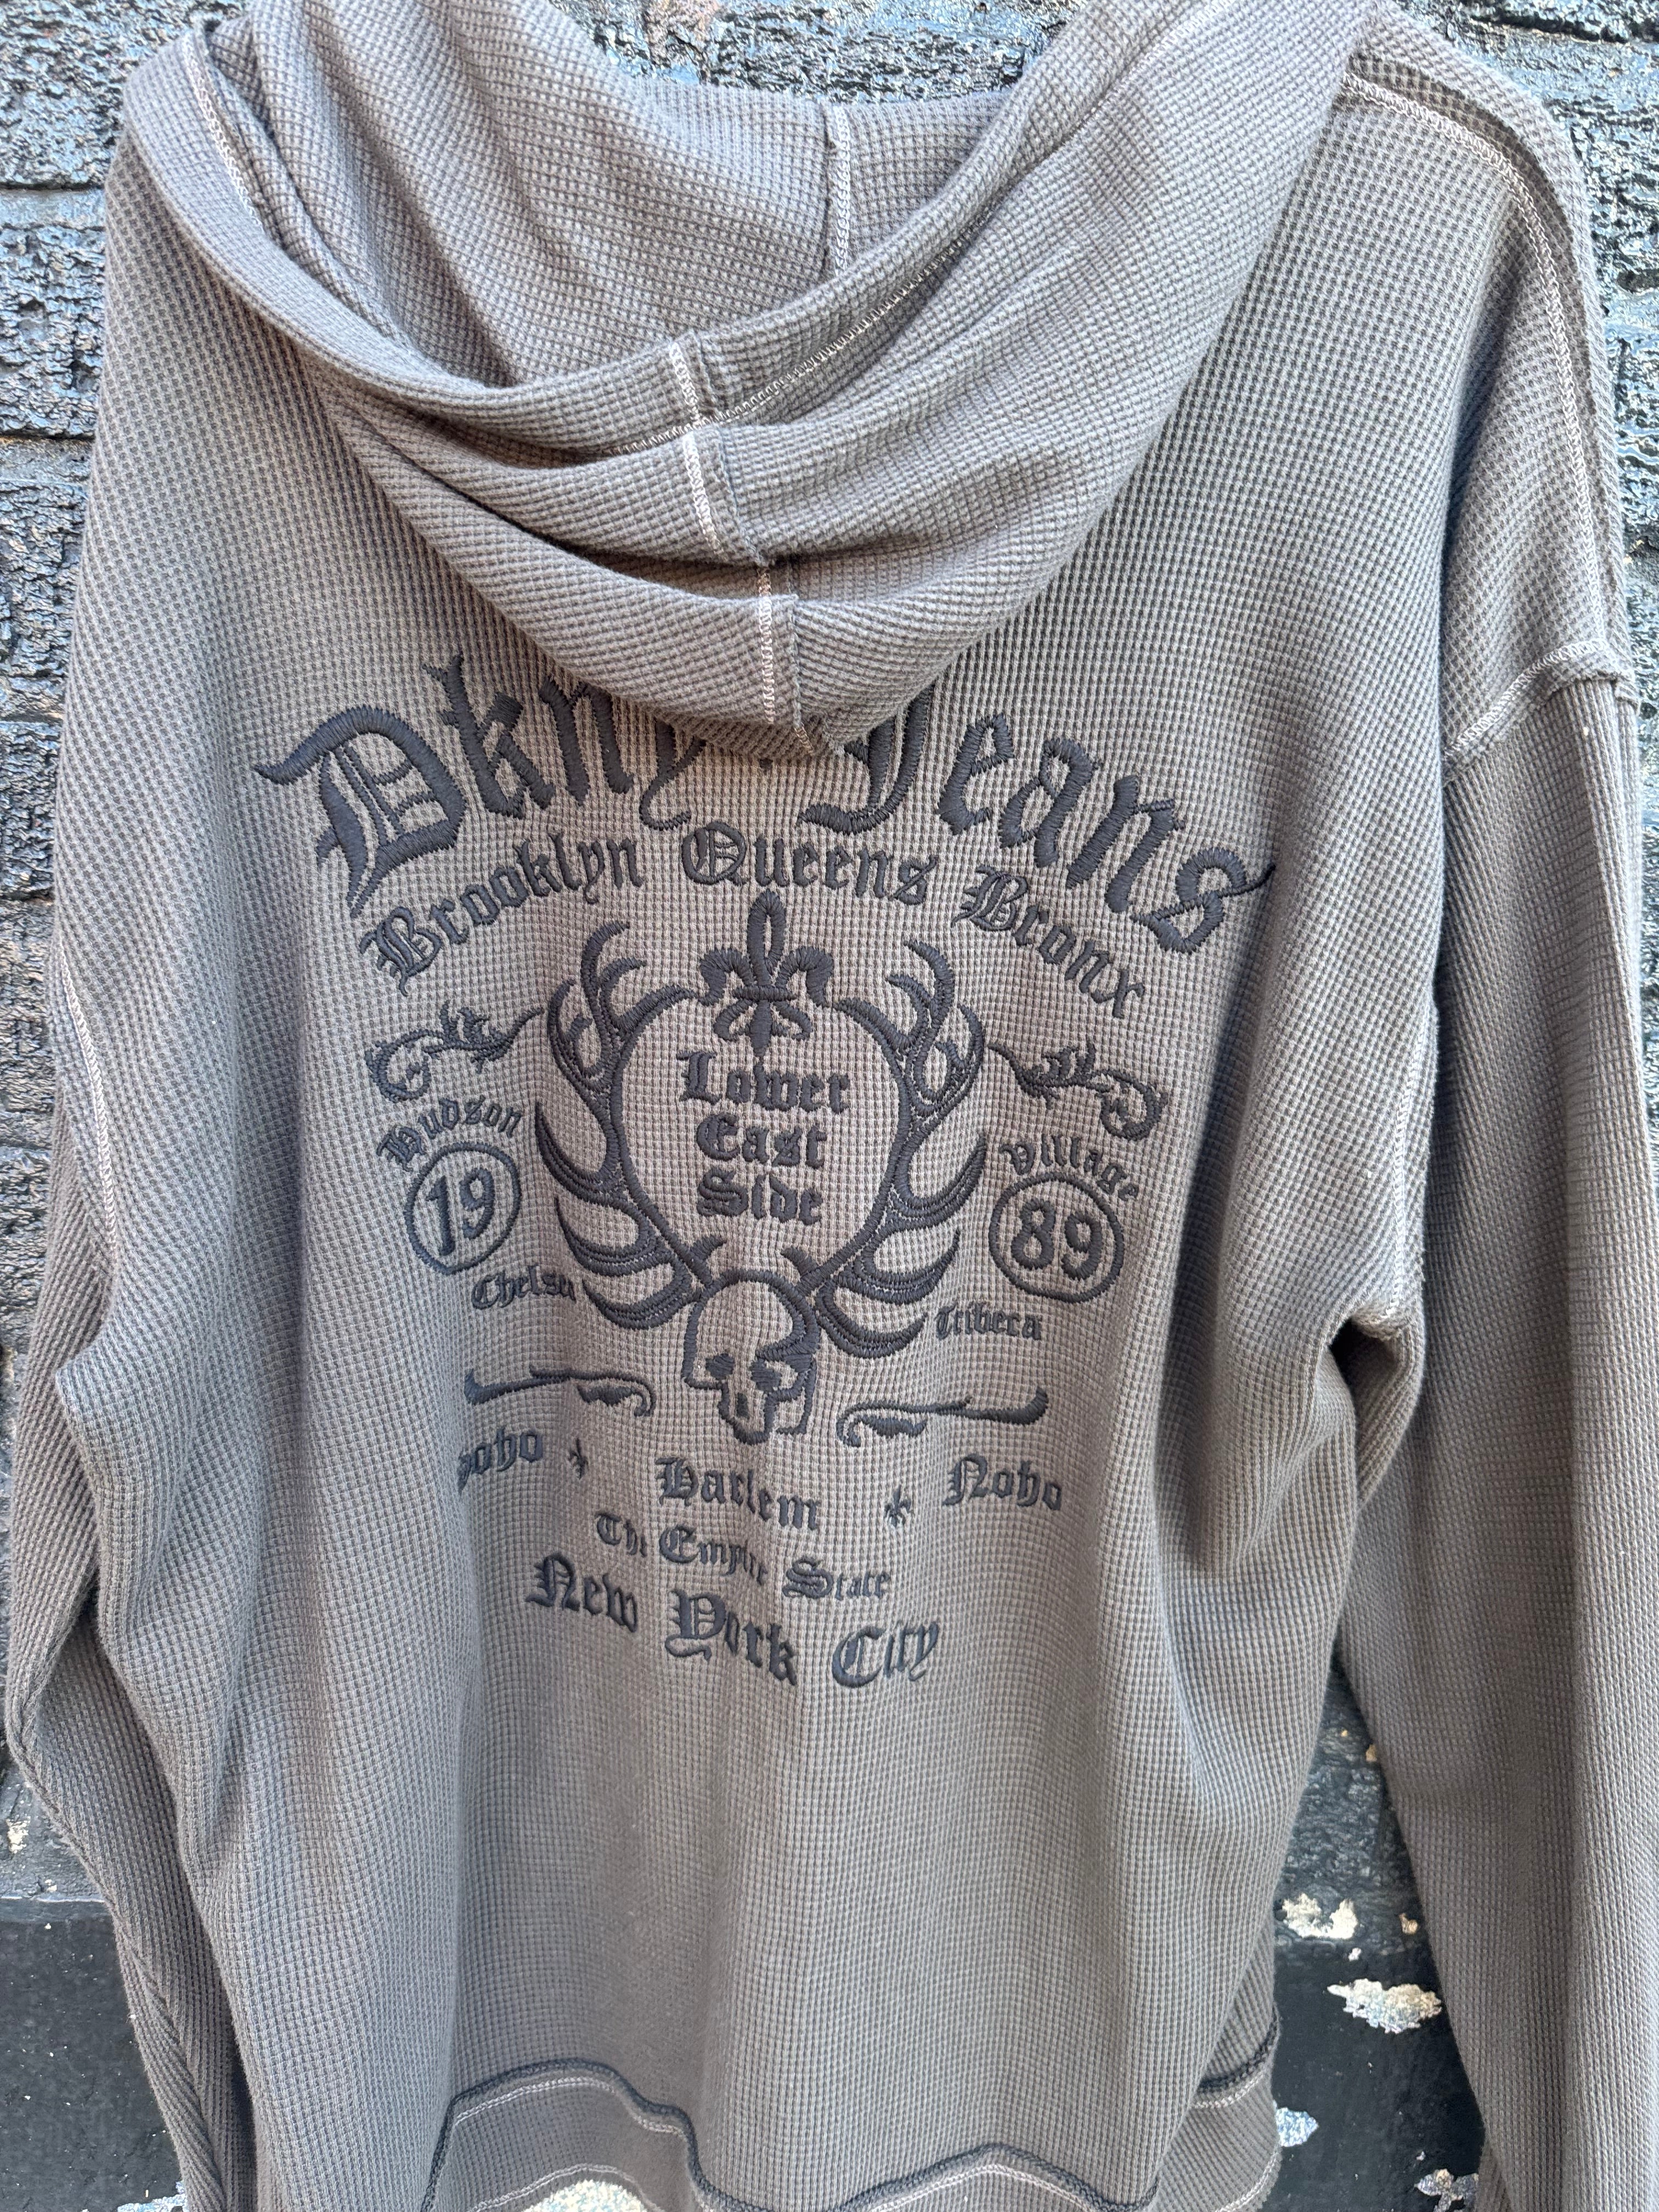 Dkny Jeans
Brooklyn Queens Bronx
Lower
East
Side
Hudson
19
Chelsea
Village
89
Tribeca
Soho Harlem Noho
The Empire State
New York City